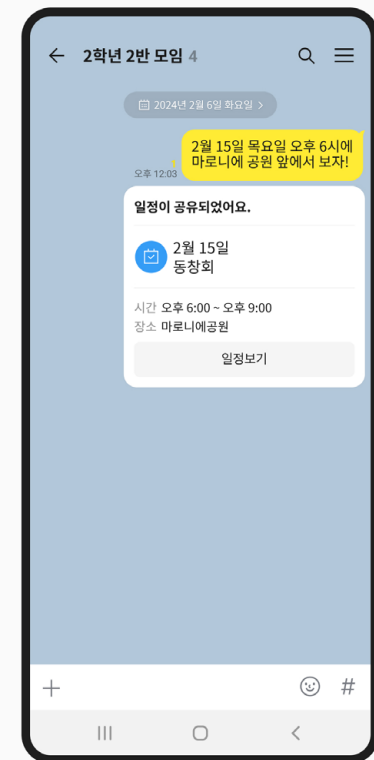 2학년 2반 모임 4
2024년 2월 6일 화요일 >
2월 15일 목요일 오후 6시에
마로니에 공원 앞에서 보자!
1
오후 12:03
일정이 공유되었어요.
2월 15일
동창회
시간 오후 6:00 ~ 오후 9:00
장소 마로니에공원
일정보기
#